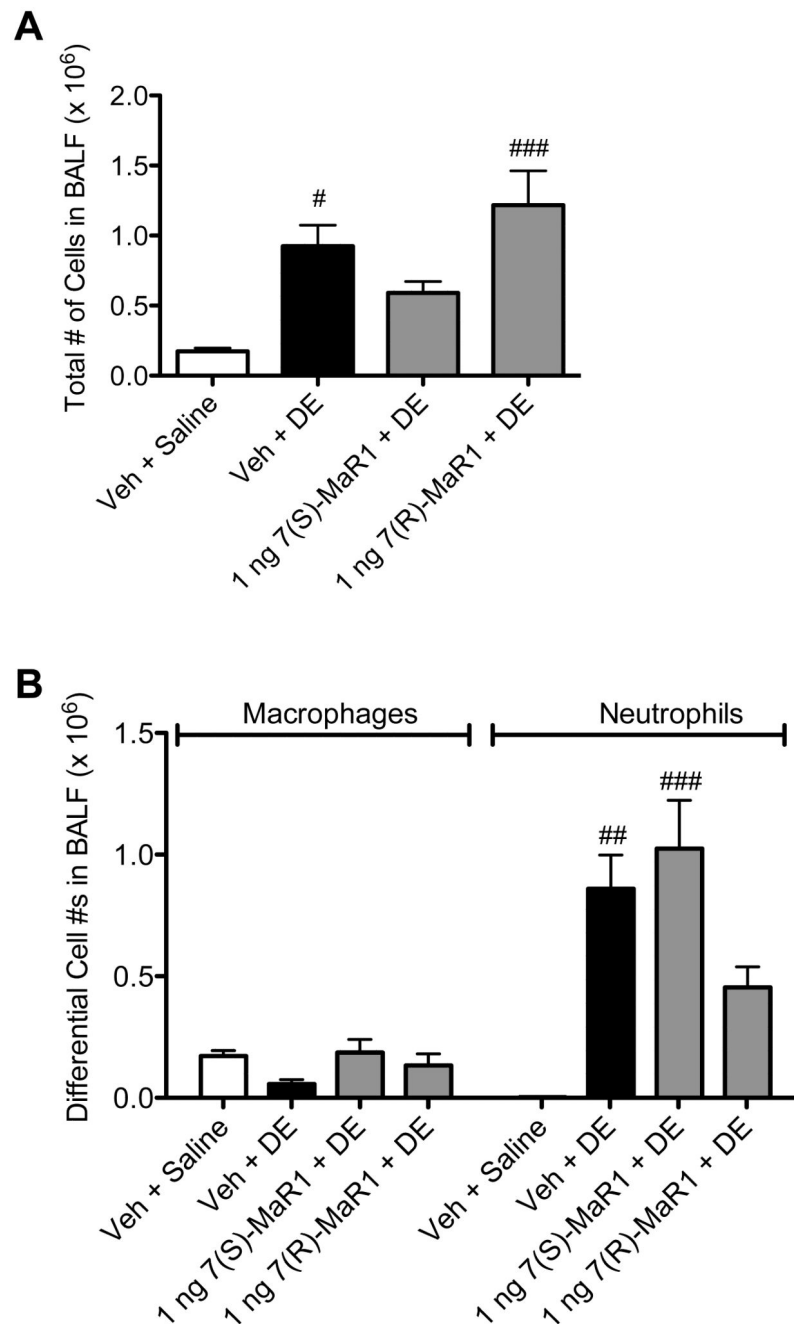 A
Total # of Cells in BALF (x 10⁶)
2.0
1.5
1.0
0.5
0.0
#
###
Veh + Saline
Veh + DE
1 ng 7(S)-MaR1 + DE
1 ng 7(R)-MaR1 + DE
B
Differential Cell #s in BALF (x 10⁶)
Macrophages
Neutrophils
1.5
1.0
0.5
0.0
##
###
Veh + Saline
Veh + DE
1 ng 7(S)-MaR1 + DE
1 ng 7(R)-MaR1 + DE
Veh + Saline
Veh + DE
1 ng 7(S)-MaR1 + DE
1 ng 7(R)-MaR1 + DE